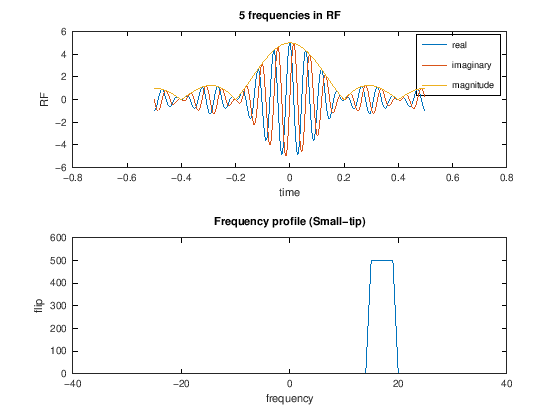 5 frequencies in RF
6
4
2
0
−2
−4
−6
RF
real
imaginary
magnitude
−0.8 −0.6 −0.4 −0.2 0 0.2 0.4 0.6 0.8
time
Frequency profile (Small−tip)
600
500
400
300
200
100
0
flip
−40 −20 0 20 40
frequency